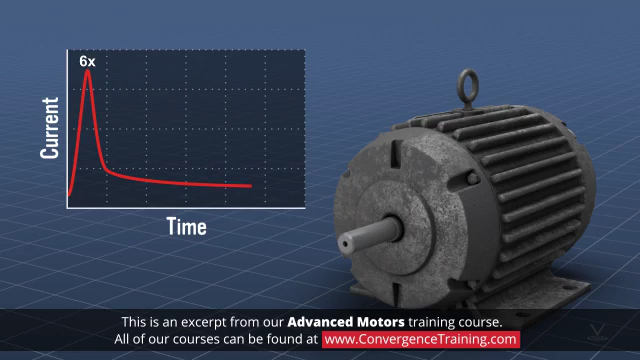 6x
Current
Time
This is an excerpt from our Advanced Motors training course.
All of our courses can be found at www.ConvergenceTraining.com